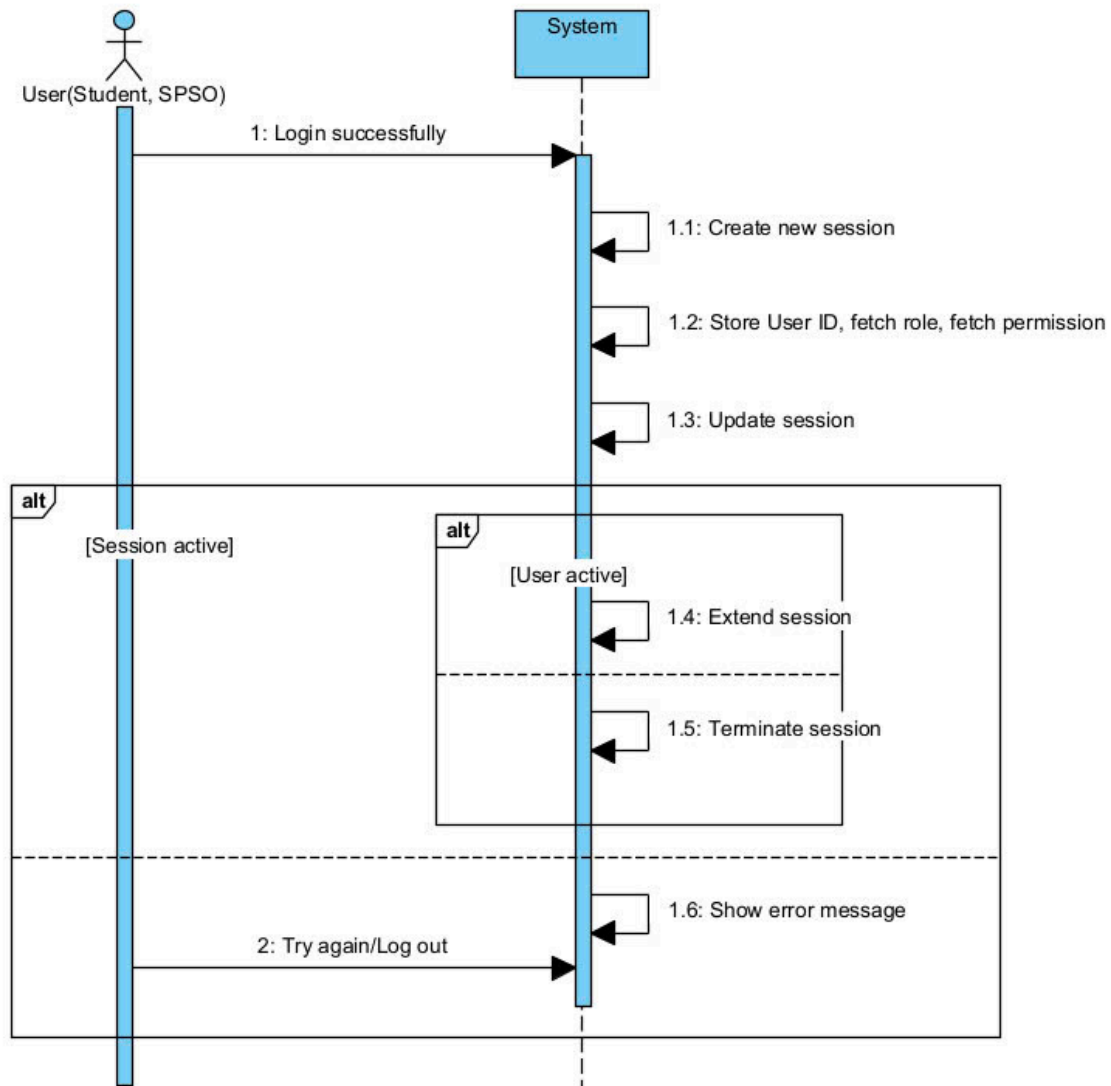 System
User(Student, SPSO)
1: Login successfully
1.1: Create new session
1.2: Store User ID, fetch role, fetch permission
1.3: Update session
alt
alt
[Session active]
[User active]
1.4: Extend session
1.5: Terminate session
1.6: Show error message
2: Try again/Log out